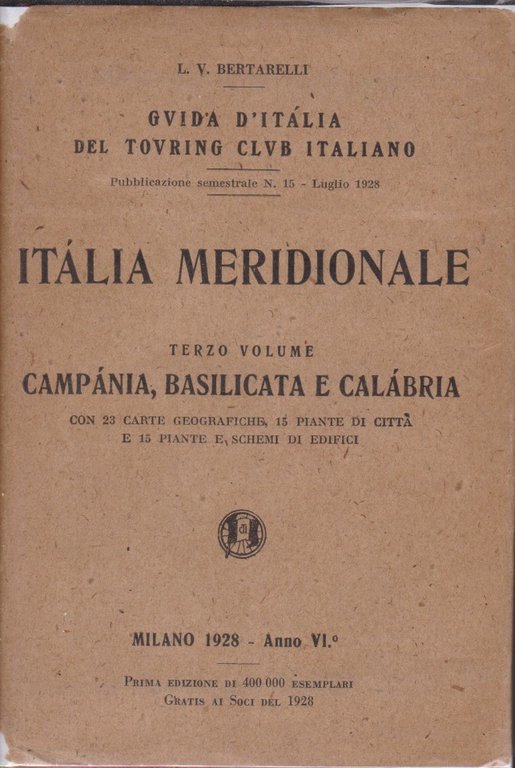 L. V. BERTARELLI
GVIDA D'ITÁLIA
DEL TOVRING CLVB ITALIANO
Pubblicazione semestrale N. 15 - Luglio 1928
ITÁLIA MERIDIONALE
TERZO VOLUME
CAMPÁNIA, BASILICATA E CALÁBRIA
CON 23 CARTE GEOGRAFICHE, 15 PIANTE DI CITTÀ
E 15 PIANTE E SCHEMI DI EDIFICI
MILANO 1928 - Anno VI.º
PRIMA EDIZIONE DI 400 000 ESEMPLARI
GRATIS AI SOCI DEL 1928